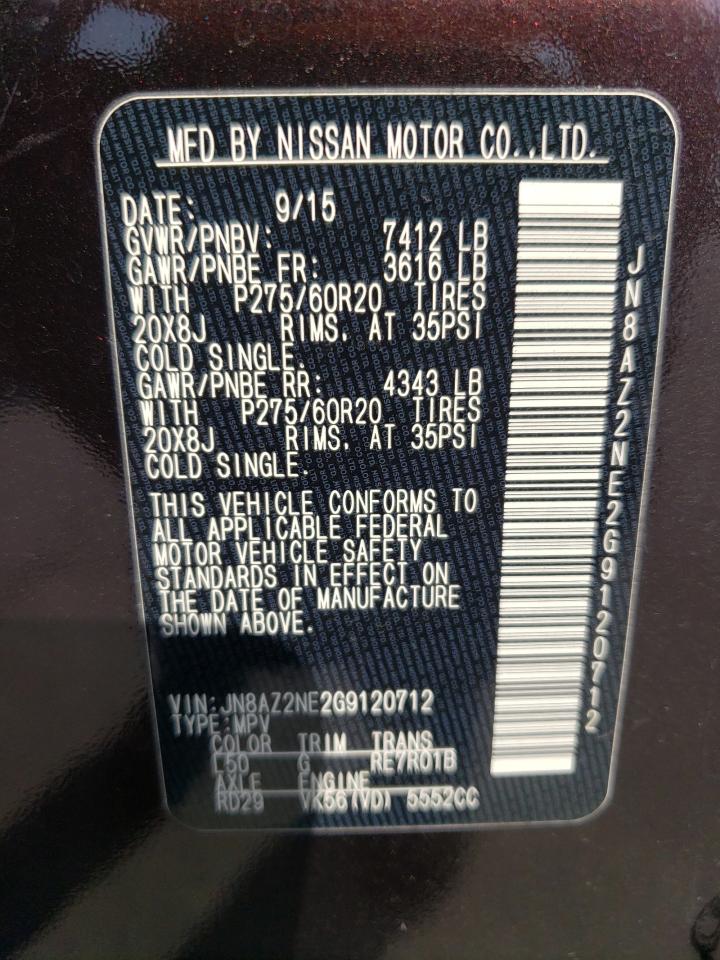 MFD BY NISSAN MOTOR CO.,LTD.
DATE: 9/15
GVWR/PNBV: 7412 LB
GAWR/PNBE FR: 3616 LB
WITH P275/60R20 TIRES
20X8J RIMS, AT 35PSI
COLD SINGLE.
GAWR/PNBE RR: 4343 LB
WITH P275/60R20 TIRES
20X8J RIMS, AT 35PSI
COLD SINGLE.
THIS VEHICLE CONFORMS TO
ALL APPLICABLE FEDERAL
MOTOR VEHICLE SAFETY
STANDARDS IN EFFECT ON
THE DATE OF MANUFACTURE
SHOWN ABOVE.
VIN:JN8AZ2NE2G9120712
TYPE:MPV
COLOR TRIM TRANS
L50 G RE7R01B
AXLE ENGINE
RD29 VK56(VD) 5552CC
JN8AZ2NE2G9120712